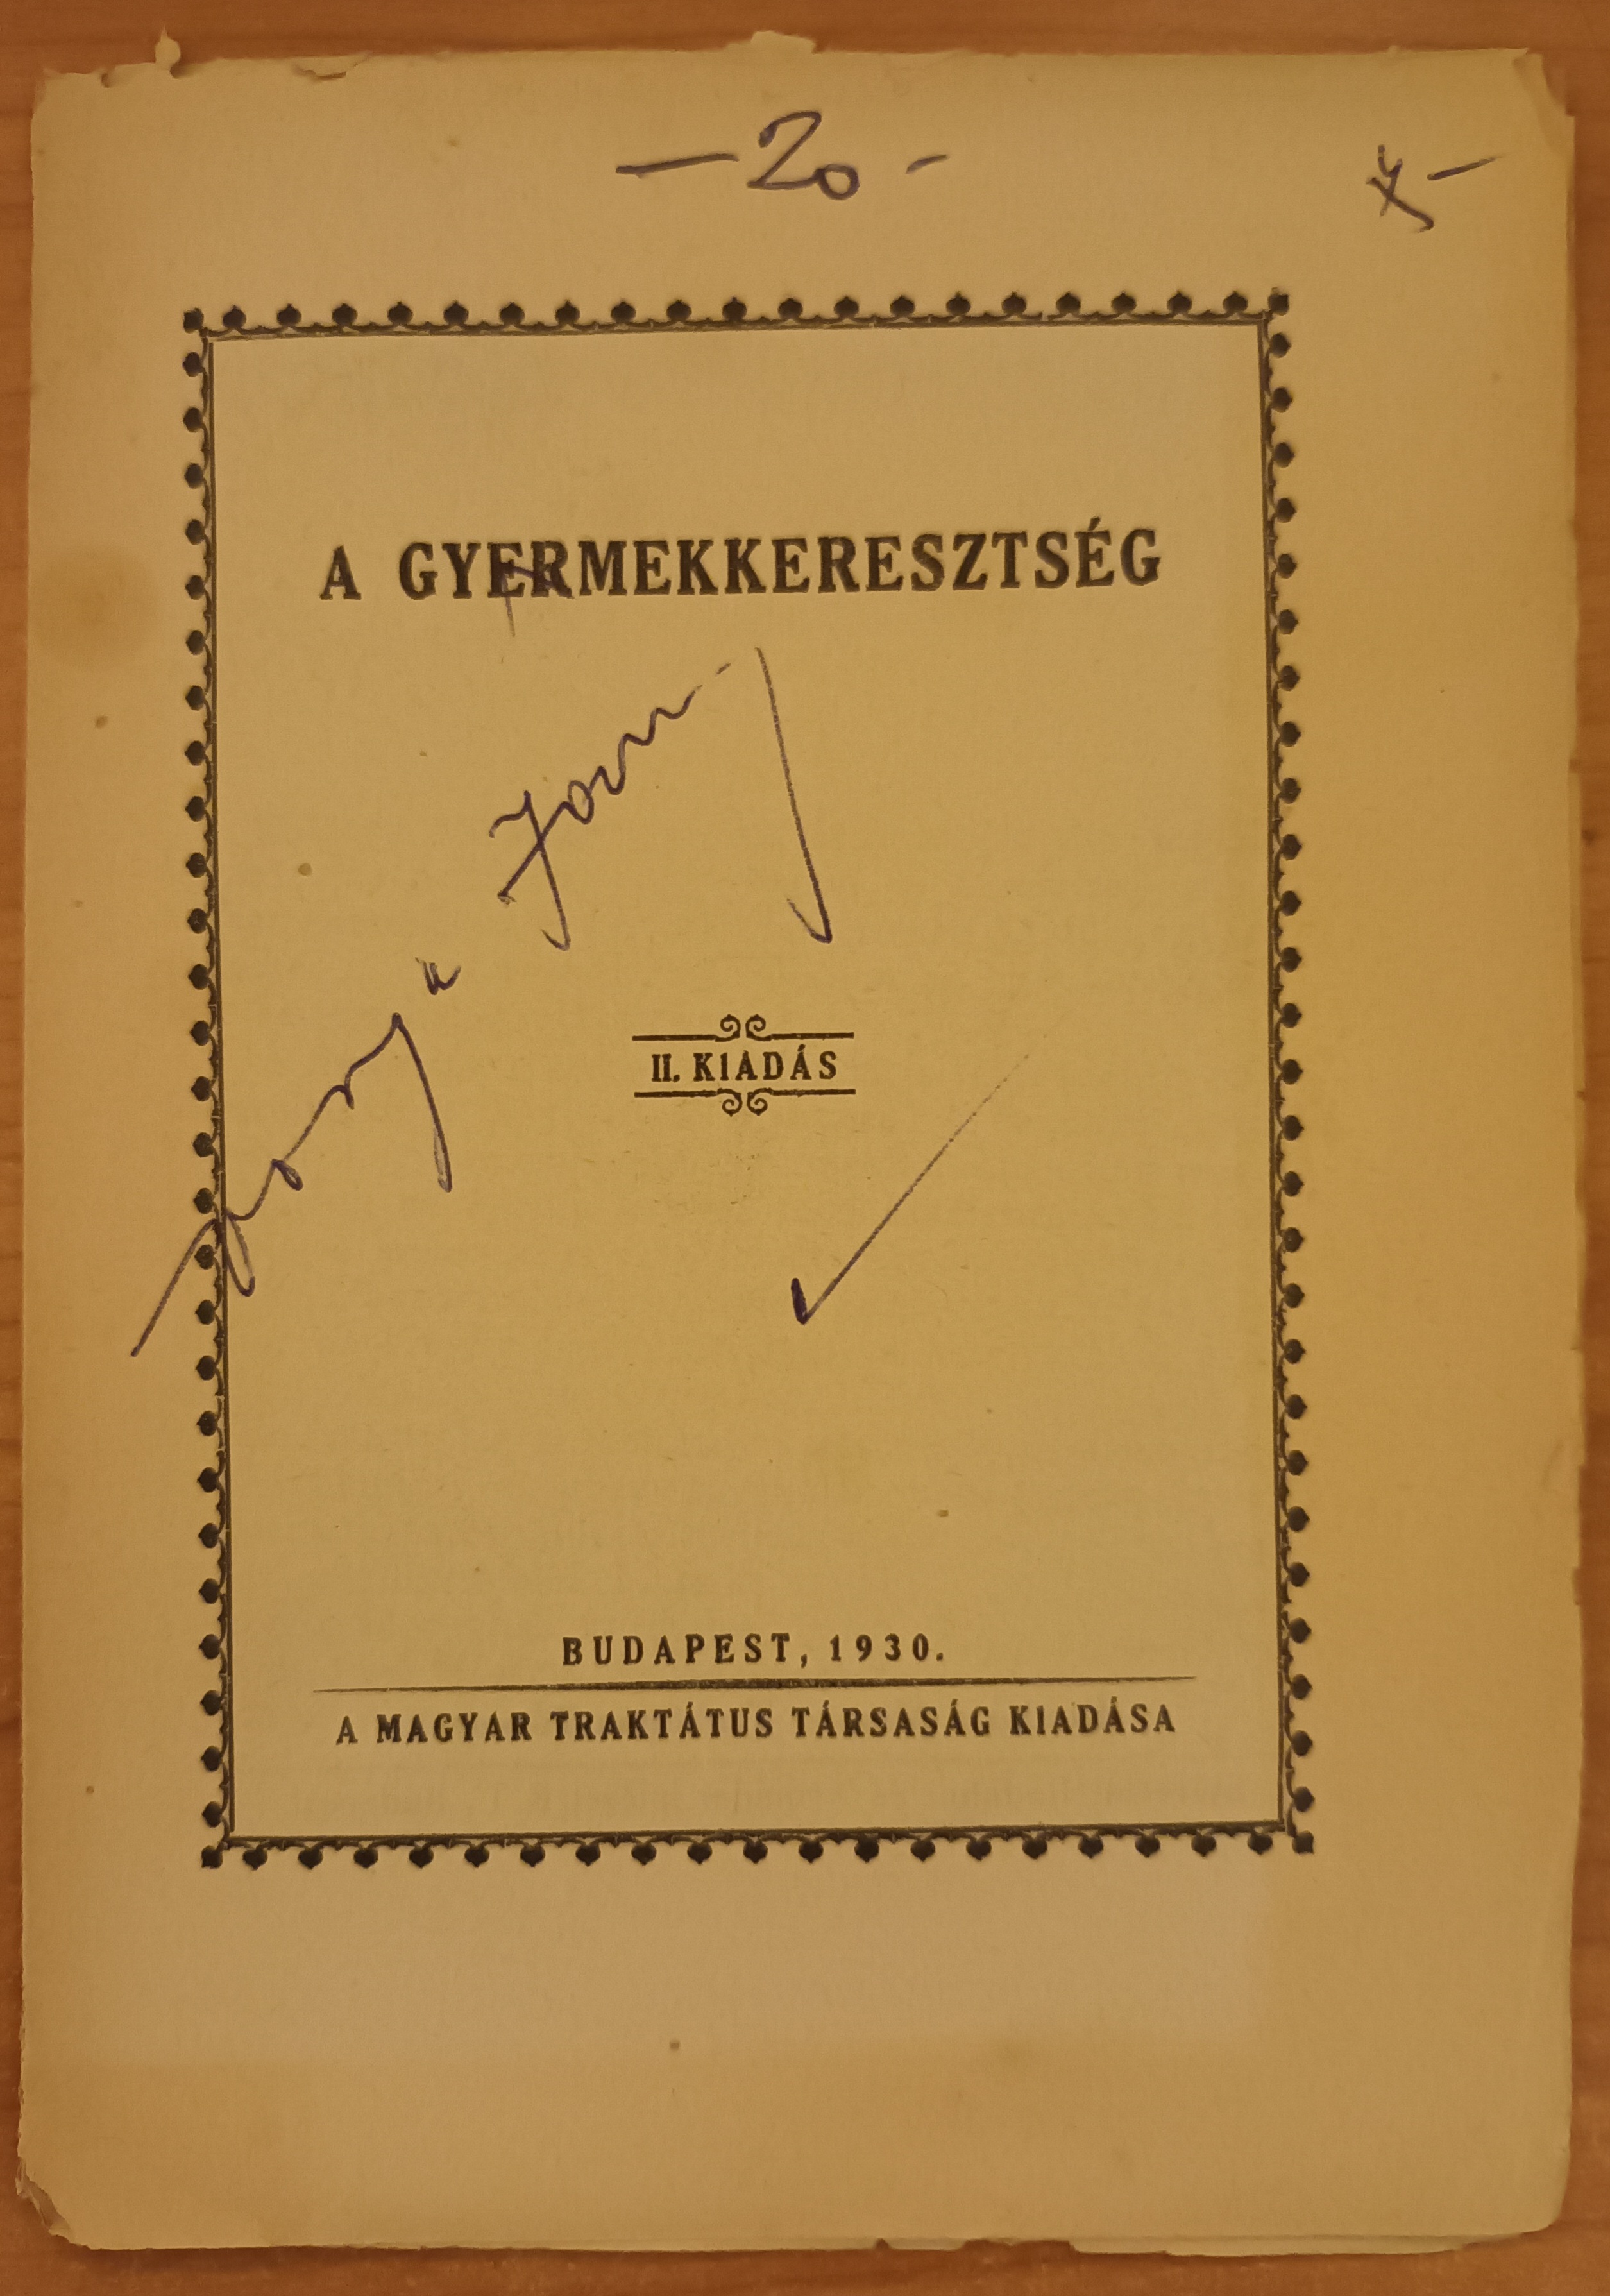 — 20 -
A GYERMEKKERESZTSÉG
II. KIADÁS
BUDAPEST, 1930.
A MAGYAR TRAKTÁTUS TÁRSASÁG KIADÁSA